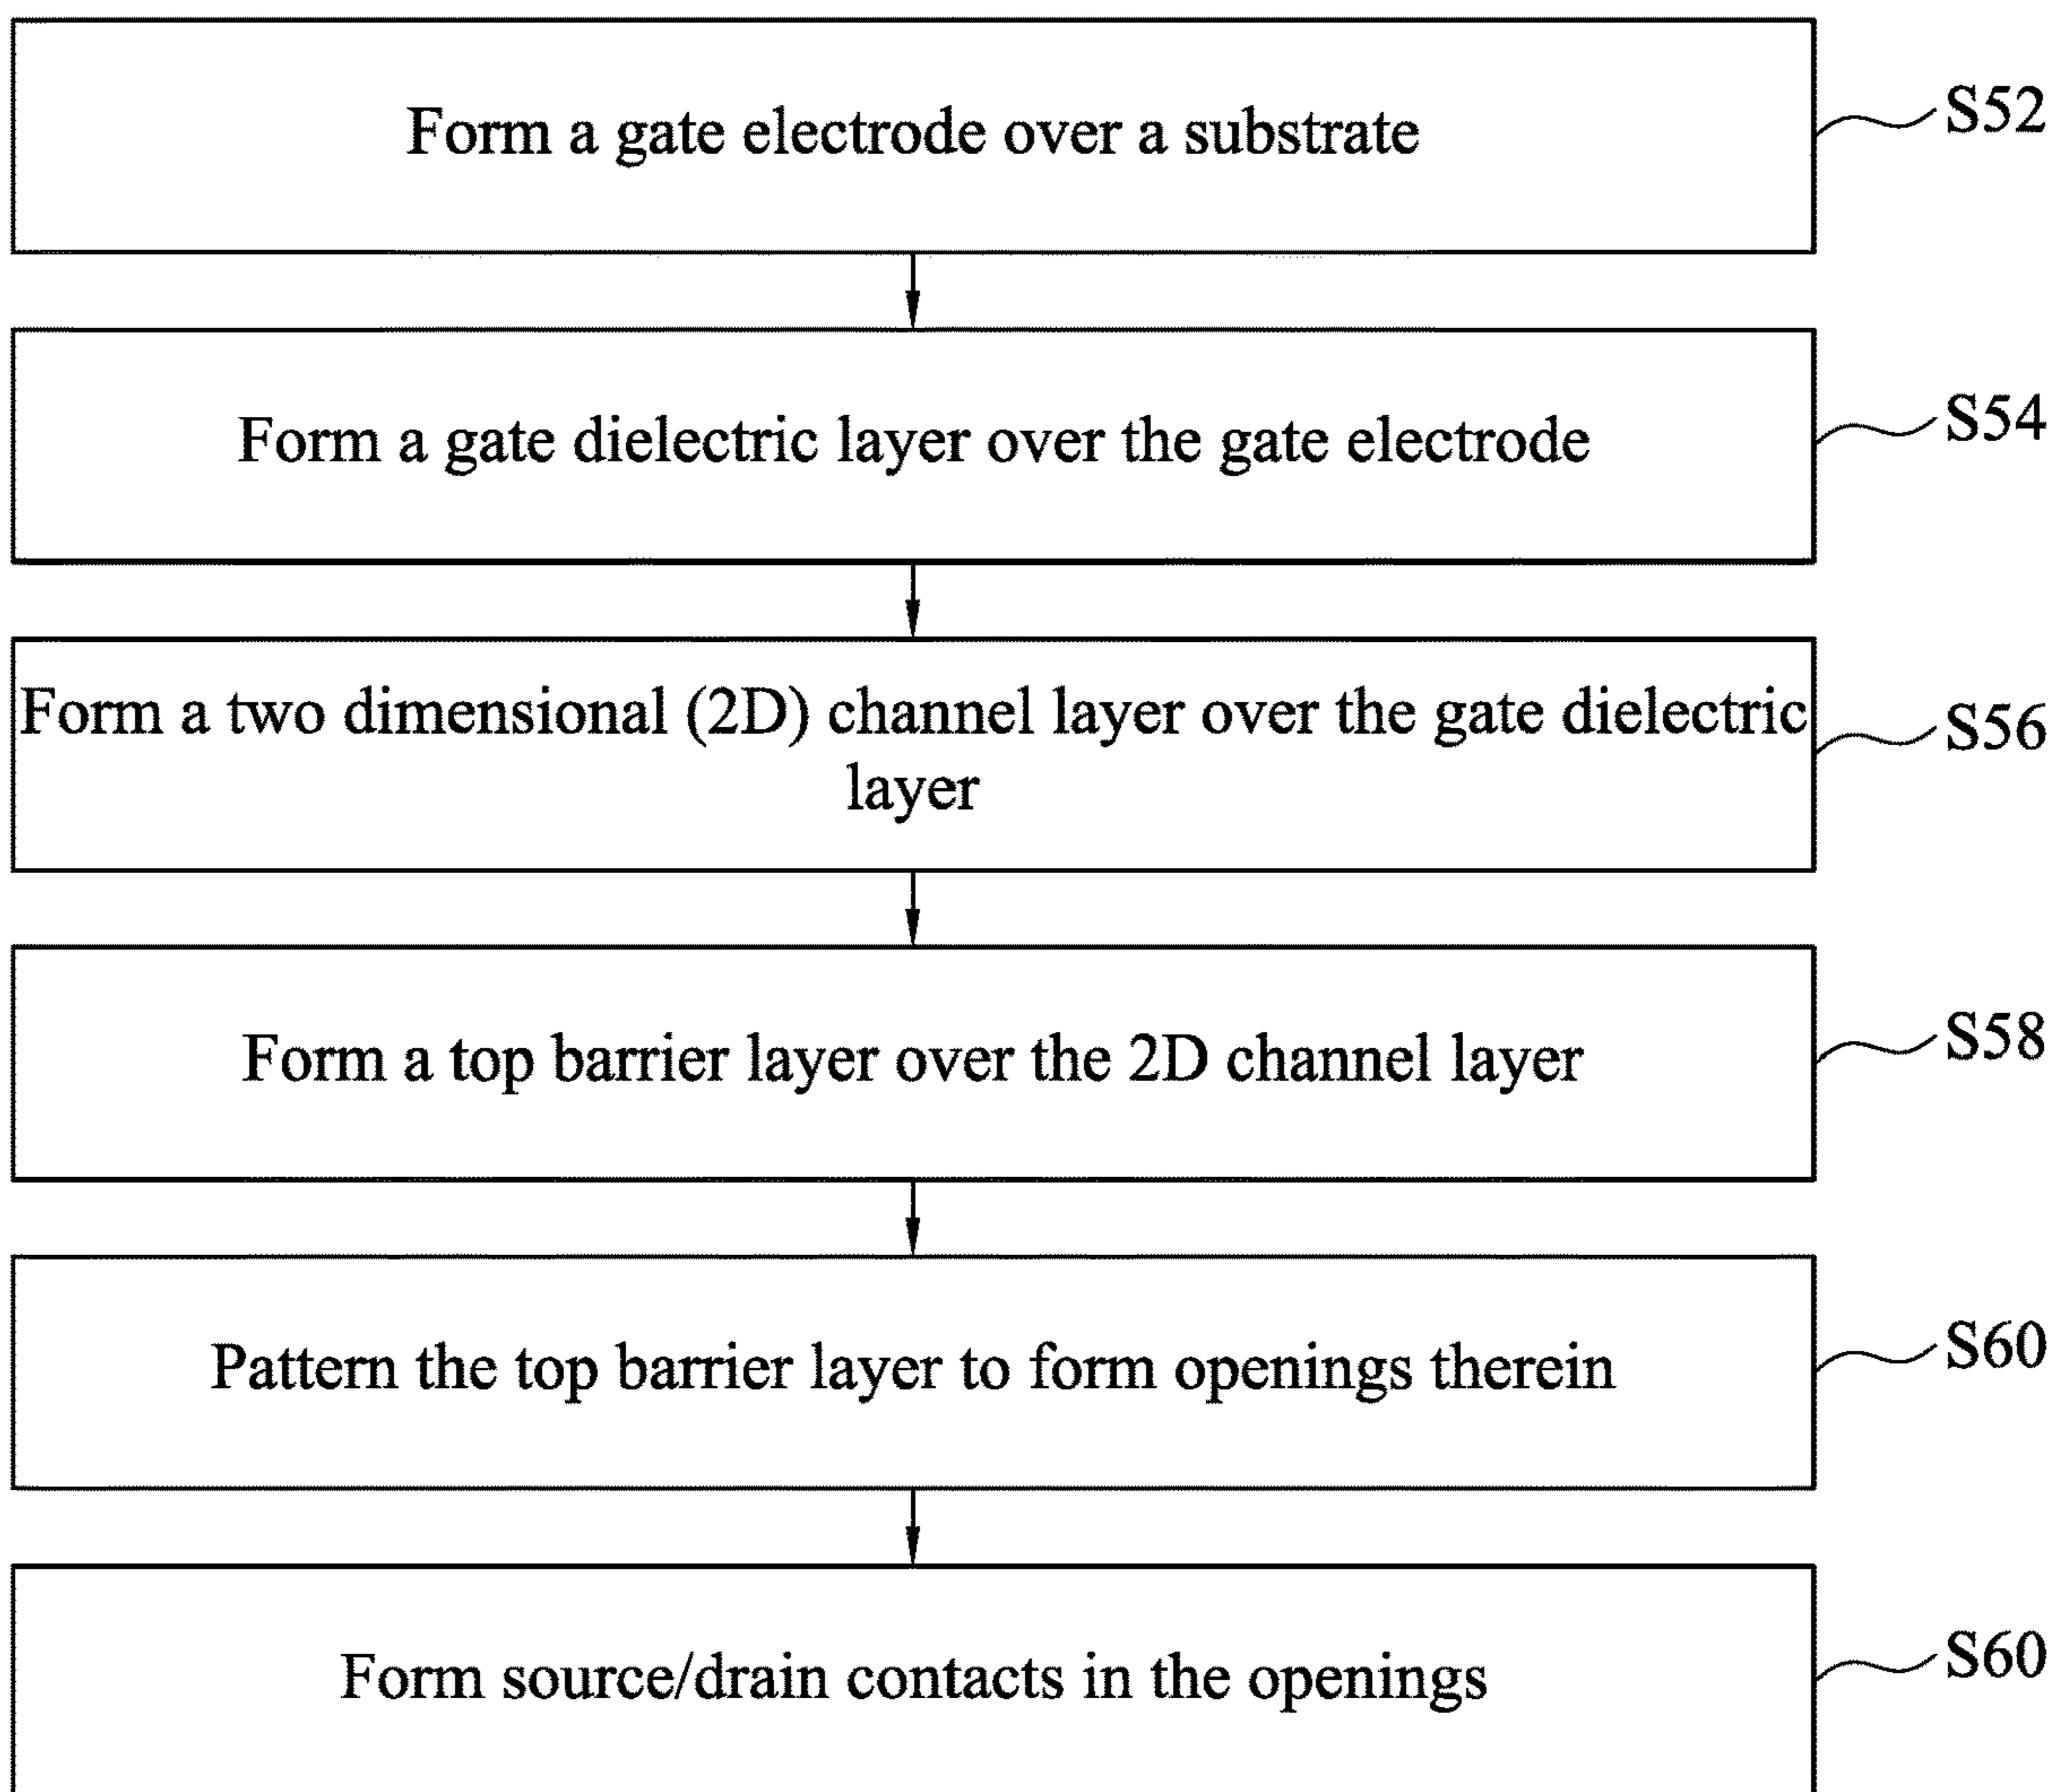 Form a gate electrode over a substrate
S52
Form a gate dielectric layer over the gate electrode
S54
Form a two dimensional (2D) channel layer over the gate dielectric
layer
S56
Form a top barrier layer over the 2D channel layer
S58
Pattern the top barrier layer to form openings therein
S60
Form source/drain contacts in the openings
S60